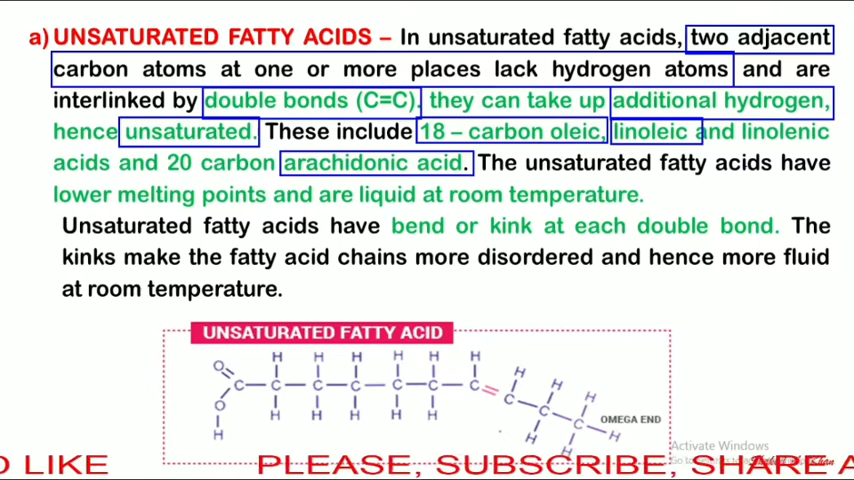 a) UNSATURATED FATTY ACIDS – In unsaturated fatty acids, two adjacent
carbon atoms at one or more places lack hydrogen atoms and are
interlinked by double bonds (C=C). they can take up additional hydrogen,
hence unsaturated. These include 18 – carbon oleic, linoleic and linolenic
acids and 20 carbon arachidonic acid. The unsaturated fatty acids have
lower melting points and are liquid at room temperature.
Unsaturated fatty acids have bend or kink at each double bond. The
kinks make the fatty acid chains more disordered and hence more fluid
at room temperature.
UNSATURATED FATTY ACID
H H H H H H
O H
C C C C C C C C H
O C H
H H H H H H C OMEGA END
H H H
Activate Windows
O LIKE PLEASE, SUBSCRIBE, SHARE A